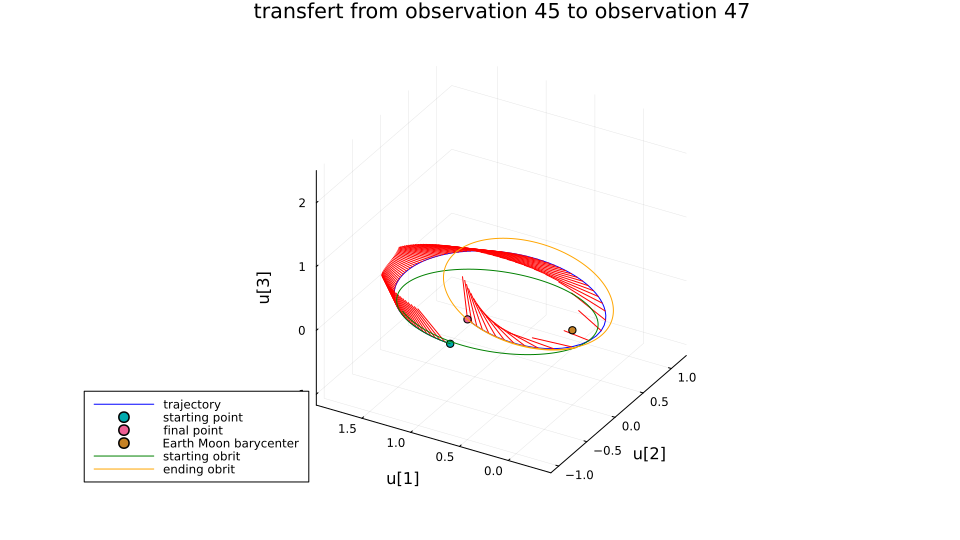 transfert from observation 45 to observation 47
2
1
0
u[3]
1.5
1.0
0.5
0.0
u[1]
1.0
0.5
0.0
−0.5
−1.0
u[2]
trajectory
starting point
final point
Earth Moon barycenter
starting obrit
ending obrit